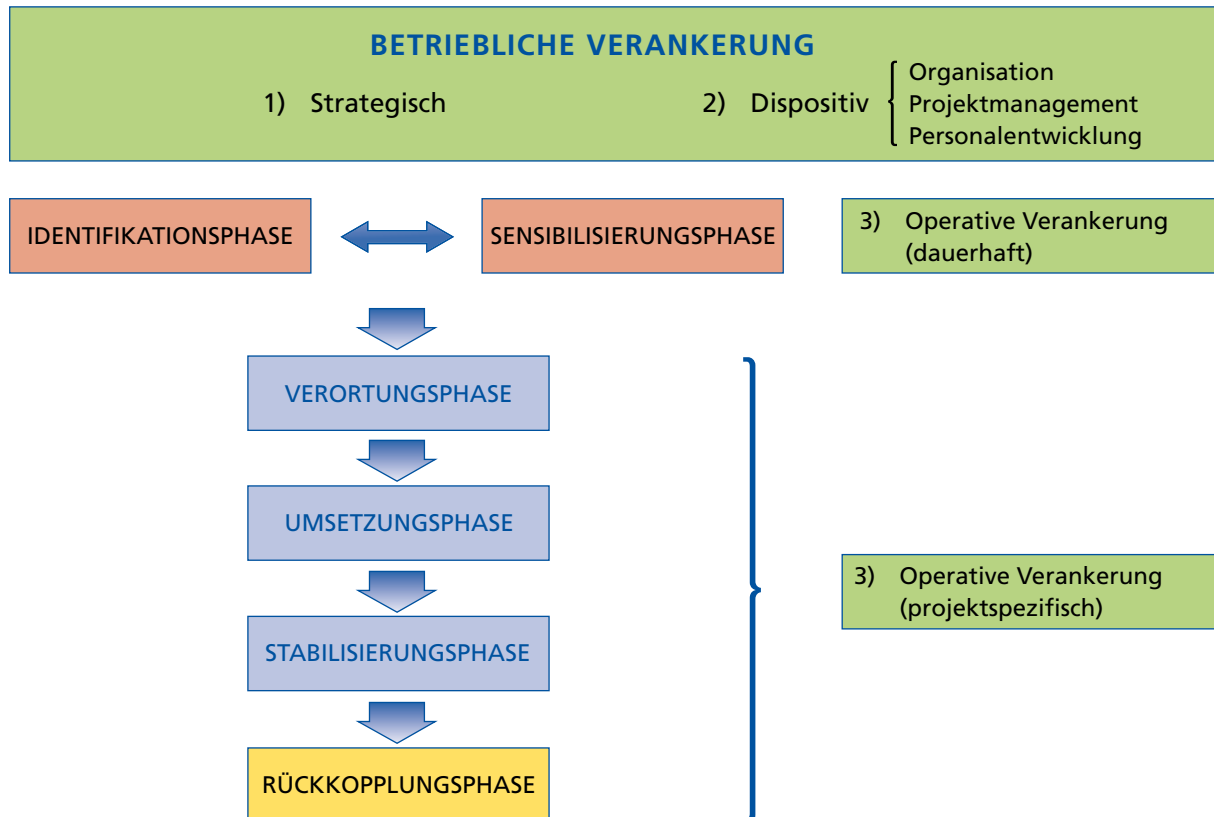 BETRIEBLICHE VERANKERUNG
1) Strategisch
2) Dispositiv
Organisation
Projektmanagement
Personalentwicklung
IDENTIFIKATIONSPHASE
SENSIBILISIERUNGSPHASE
3) Operative Verankerung
(dauerhaft)
VERORTUNGSPHASE
UMSETZUNGSPHASE
3) Operative Verankerung
(projektspezifisch)
STABILISIERUNGSPHASE
RÜCKKOPPLUNGSPHASE